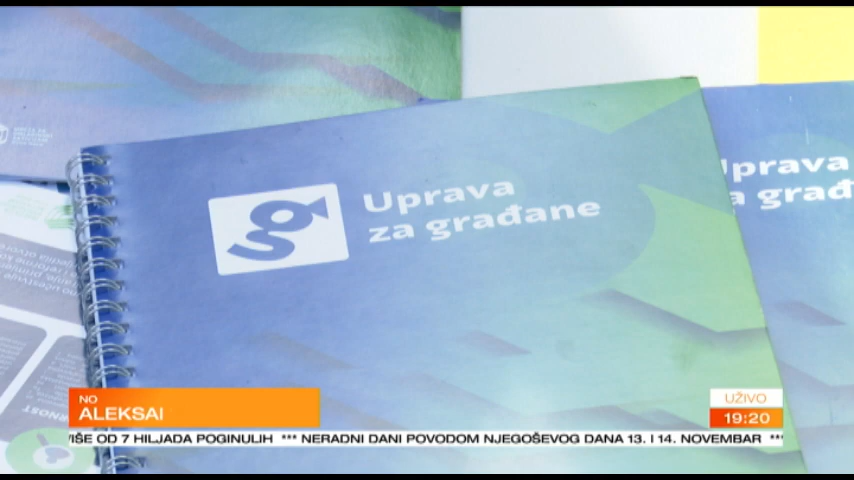 Uprava
za građane
Uprava
za građ
NO
ALEKSAI
UŽIVO
19:20
VIŠE OD 7 HILJADA POGINULIH *** NERADNI DANI POVODOM NJEGOŠEVOG DANA 13. I 14. NOVEMBAR ***